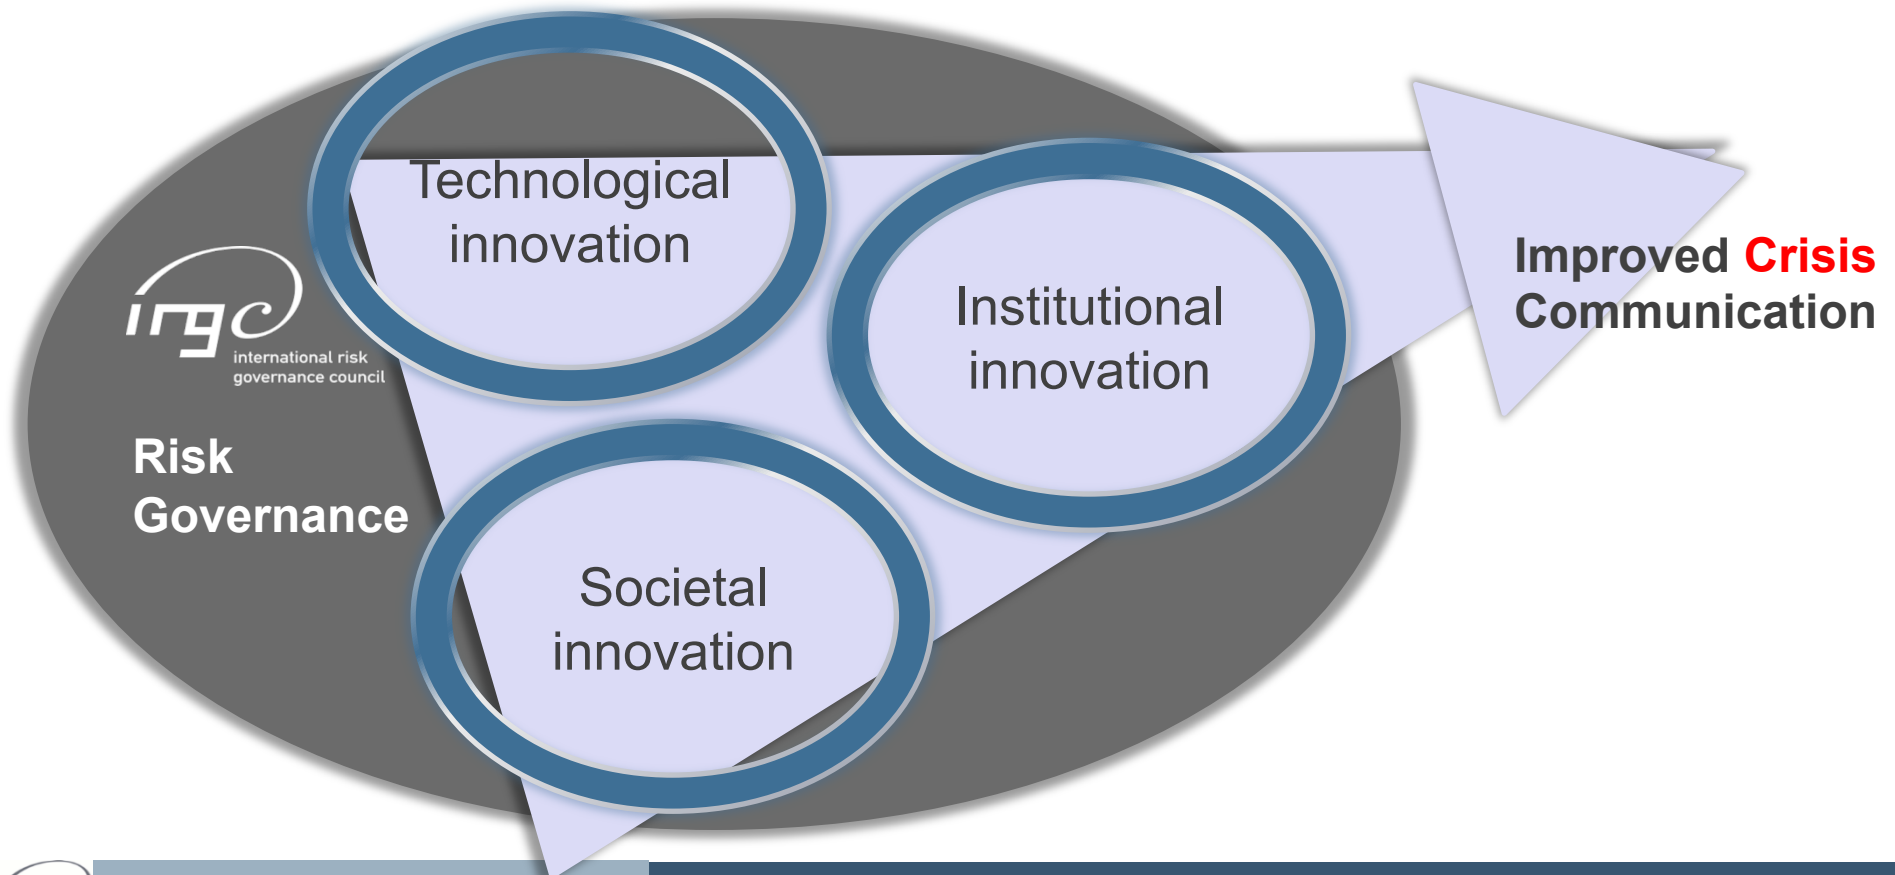 Technological
innovation
Institutional
innovation
Improved Crisis
Communication
irgc
international risk
governance council
Risk
Governance
Societal
innovation